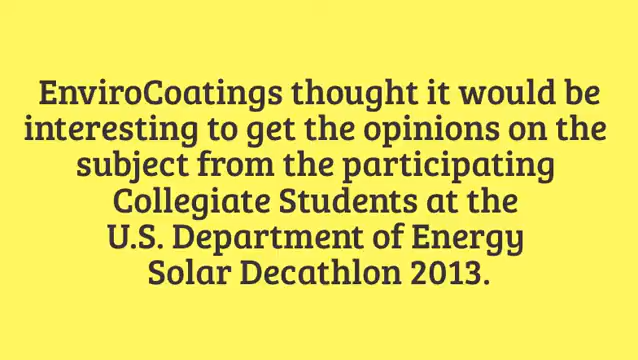 EnviroCoatings thought it would be
interesting to get the opinions on the
subject from the participating
Collegiate Students at the
U.S. Department of Energy
Solar Decathlon 2013.